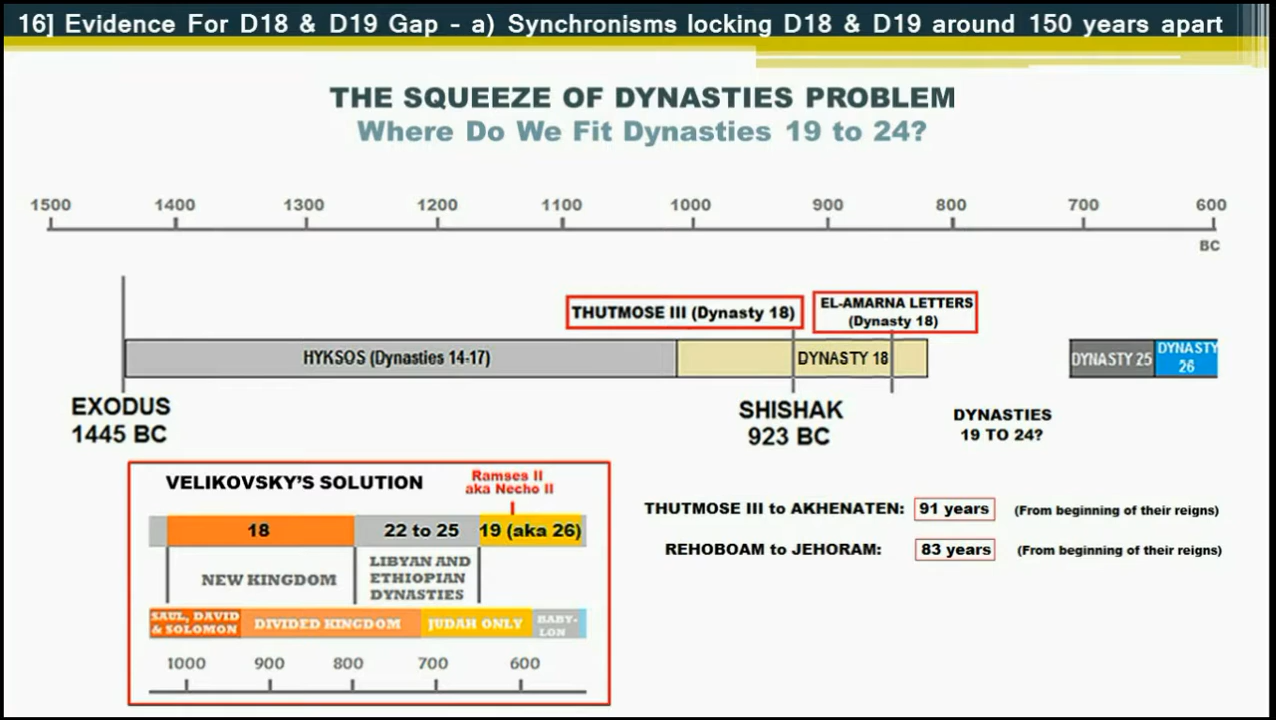 16] Evidence For D18 & D19 Gap - a) Synchronisms locking D18 & D19 around 150 years apart
THE SQUEEZE OF DYNASTIES PROBLEM
Where Do We Fit Dynasties 19 to 24?
1500 1400 1300 1200 1100 1000 900 800 700 600
BC
THUTMOSE III (Dynasty 18)
EL-AMARNA LETTERS
(Dynasty 18)
HYKSOS (Dynasties 14-17)
DYNASTY 18
DYNASTY 25
DYNASTY
26
EXODUS
1445 BC
SHISHAK
923 BC
DYNASTIES
19 TO 24?
VELIKOVSKY'S SOLUTION
Ramses II
aka Necho II
18
22 to 25
19 (aka 26)
NEW KINGDOM
LIBYAN AND
ETHIOPIAN
DYNASTIES
SAUL, DAVID
& SOLOMON
DIVIDED KINGDOM
JUDAH ONLY
BABY-
LON
1000 900 800 700 600
THUTMOSE III to AKHENATEN: 91 years (From beginning of their reigns)
REHOBOAM to JEHORAM: 83 years (From beginning of their reigns)